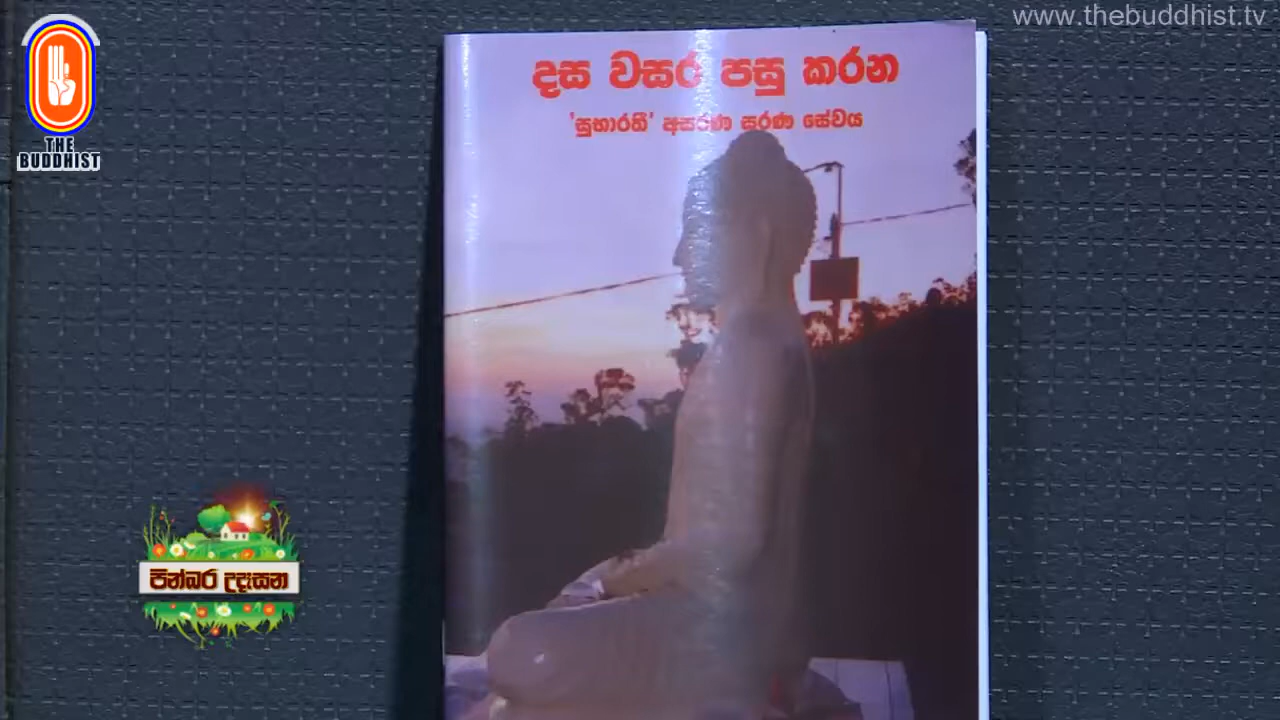 www.thebuddhist.tv
THE
BUDDHIST
දස වසර පසු කරන
'සුභාරතී' අසරණ සරණ සේවය
පින්බර උදෑසන